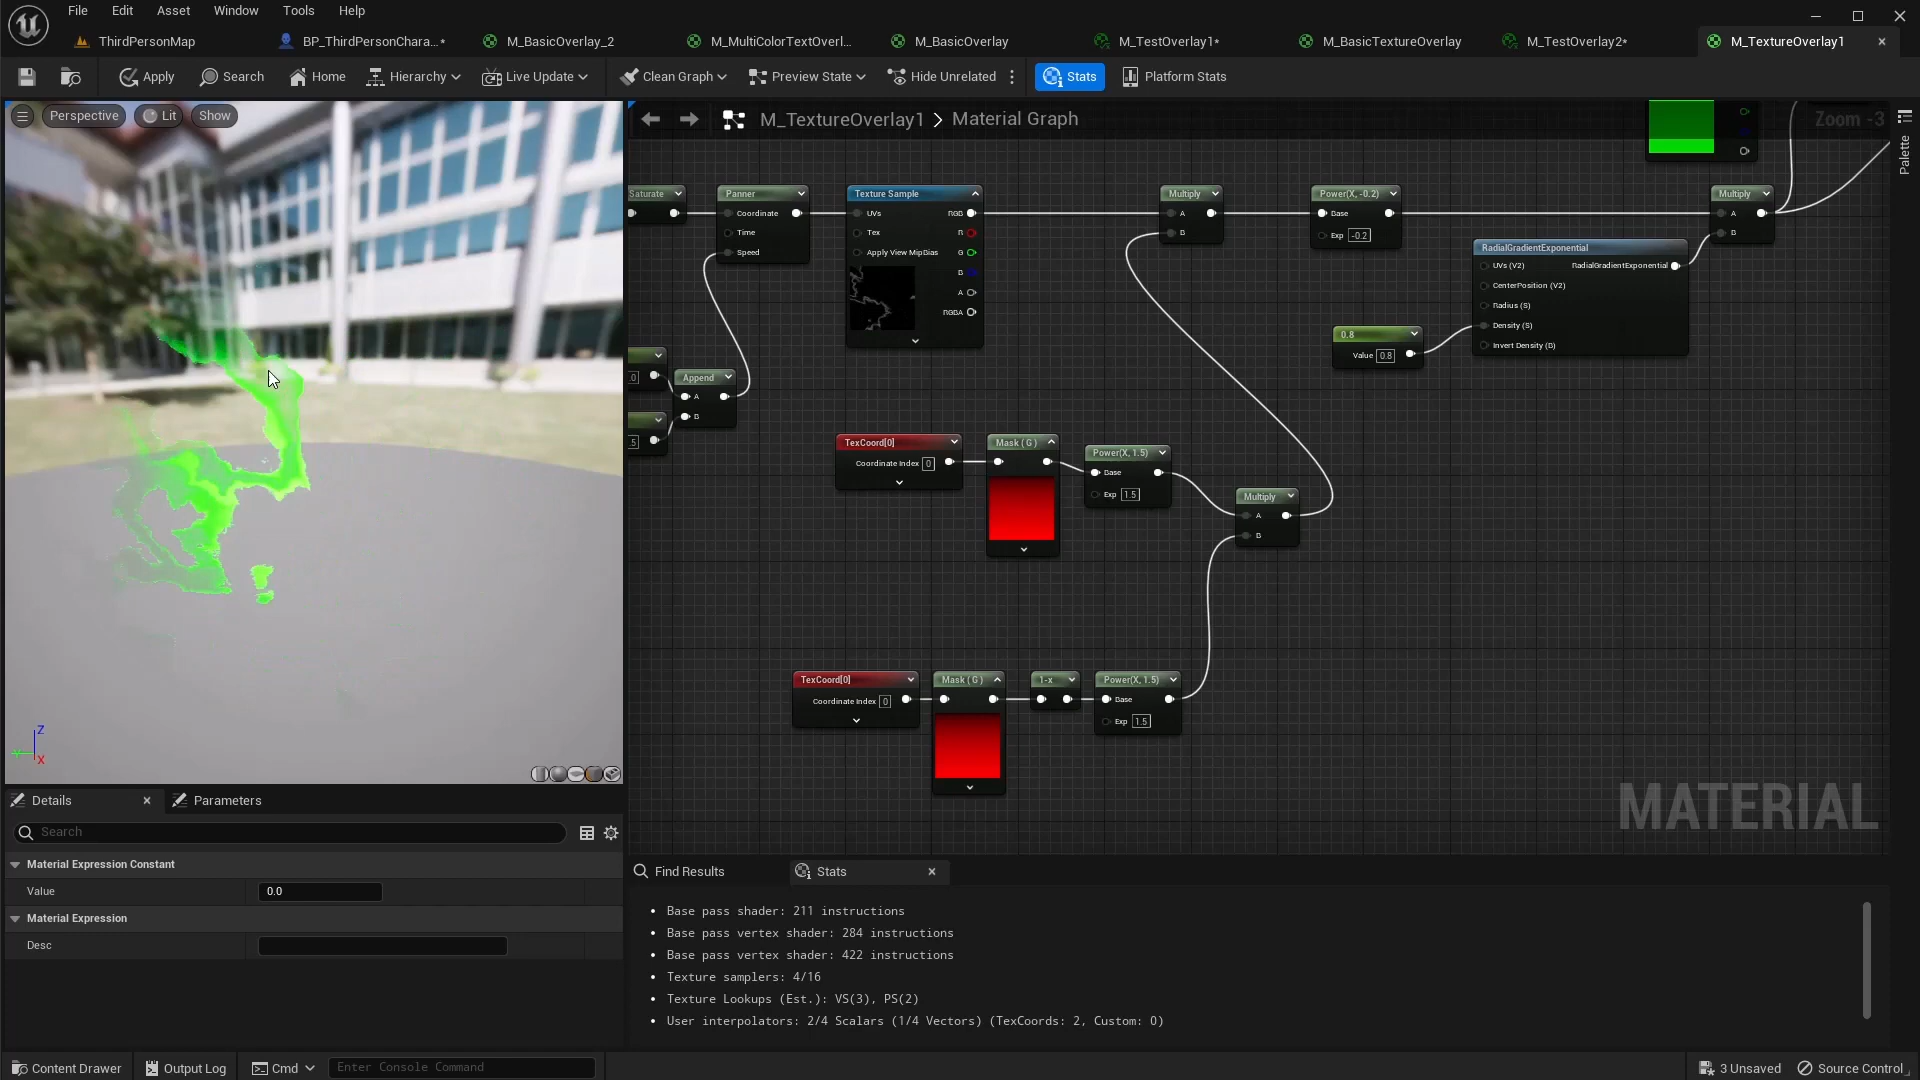 File Edit Asset Window Tools Help
ThirdPersonMap BP_ThirdPersonChara...* M_BasicOverlay_2 M_MultiColorTextOverl... M_BasicOverlay M_TestOverlay1* M_BasicTextureOverlay M_TestOverlay2* M_TextureOverlay1
Apply Search Home Hierarchy Live Update Clean Graph Preview State Hide Unrelated Stats Platform Stats
Perspective Lit Show
M_TextureOverlay1 > Material Graph
Zoom -3
Palette
Saturate Panner Texture Sample Multiply Power(X, -0.2) Multiply
Coordinate UVs RGB A Base A
Time Tex R B Exp -0.2 B
Speed Apply View MipBias G
B
A
RGBA
RadialGradientExponential
UVs (V2) RadialGradientExponential
CenterPosition (V2)
Radius (S)
Density (S)
Invert Density (B)
0.8
Value 0.8
Append
A
B
TexCoord[0] Mask ( G ) Power(X, 1.5)
Coordinate Index 0 Base
Exp 1.5
Multiply
A
B
TexCoord[0] Mask ( G ) 1-x Power(X, 1.5)
Coordinate Index 0 Base
Exp 1.5
MATERIAL
Z
X
Details Parameters
Search
Material Expression Constant
Value 0.0
Material Expression
Desc
Find Results Stats
• Base pass shader: 211 instructions
• Base pass vertex shader: 284 instructions
• Base pass vertex shader: 422 instructions
• Texture samplers: 4/16
• Texture Lookups (Est.): VS(3), PS(2)
• User interpolators: 2/4 Scalars (1/4 Vectors) (TexCoords: 2, Custom: 0)
Content Drawer Output Log Cmd Enter Console Command 3 Unsaved Source Control